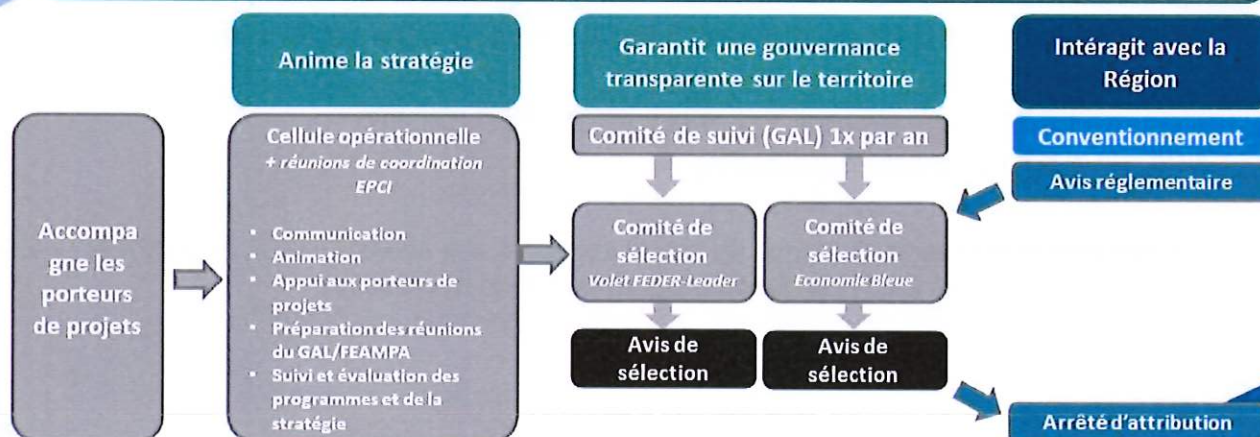 Anime la stratégie
Garantit une gouvernance
transparente sur le territoire
Intéragit avec la
Région
Accompa
gne les
porteurs
de projets
Cellule opérationnelle
+ réunions de coordination
EPCI
▪ Communication
▪ Animation
▪ Appui aux porteurs de
projets
▪ Préparation des réunions
du GAL/FEAMPA
▪ Suivi et évaluation des
programmes et de la
stratégie
Comité de suivi (GAL) 1x par an
Comité de
sélection
Volet FEDER-Leader
Comité de
sélection
Economie Bleue
Avis de
sélection
Avis de
sélection
Conventionnement
Avis réglementaire
Arrêté d'attribution